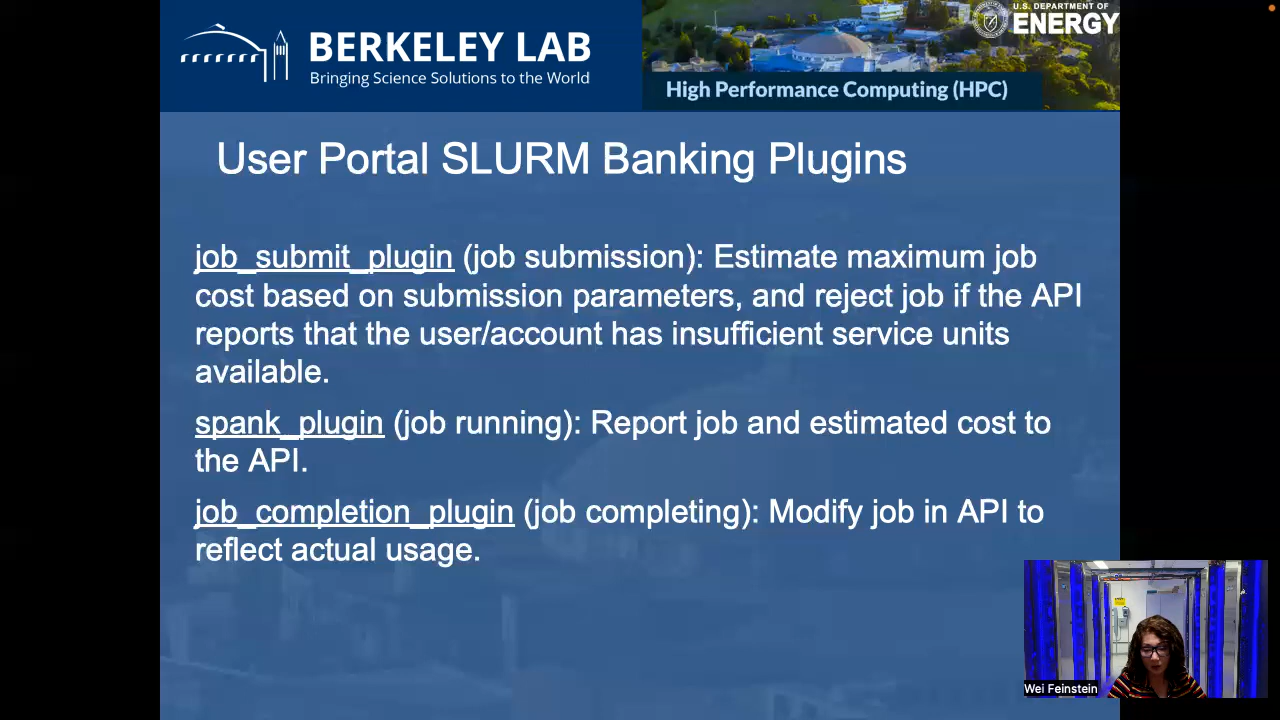 BERKELEY LAB
Bringing Science Solutions to the World
U.S. DEPARTMENT OF
ENERGY
High Performance Computing (HPC)
User Portal SLURM Banking Plugins
job_submit_plugin (job submission): Estimate maximum job
cost based on submission parameters, and reject job if the API
reports that the user/account has insufficient service units
available.
spank_plugin (job running): Report job and estimated cost to
the API.
job_completion_plugin (job completing): Modify job in API to
reflect actual usage.
Wei Feinstein